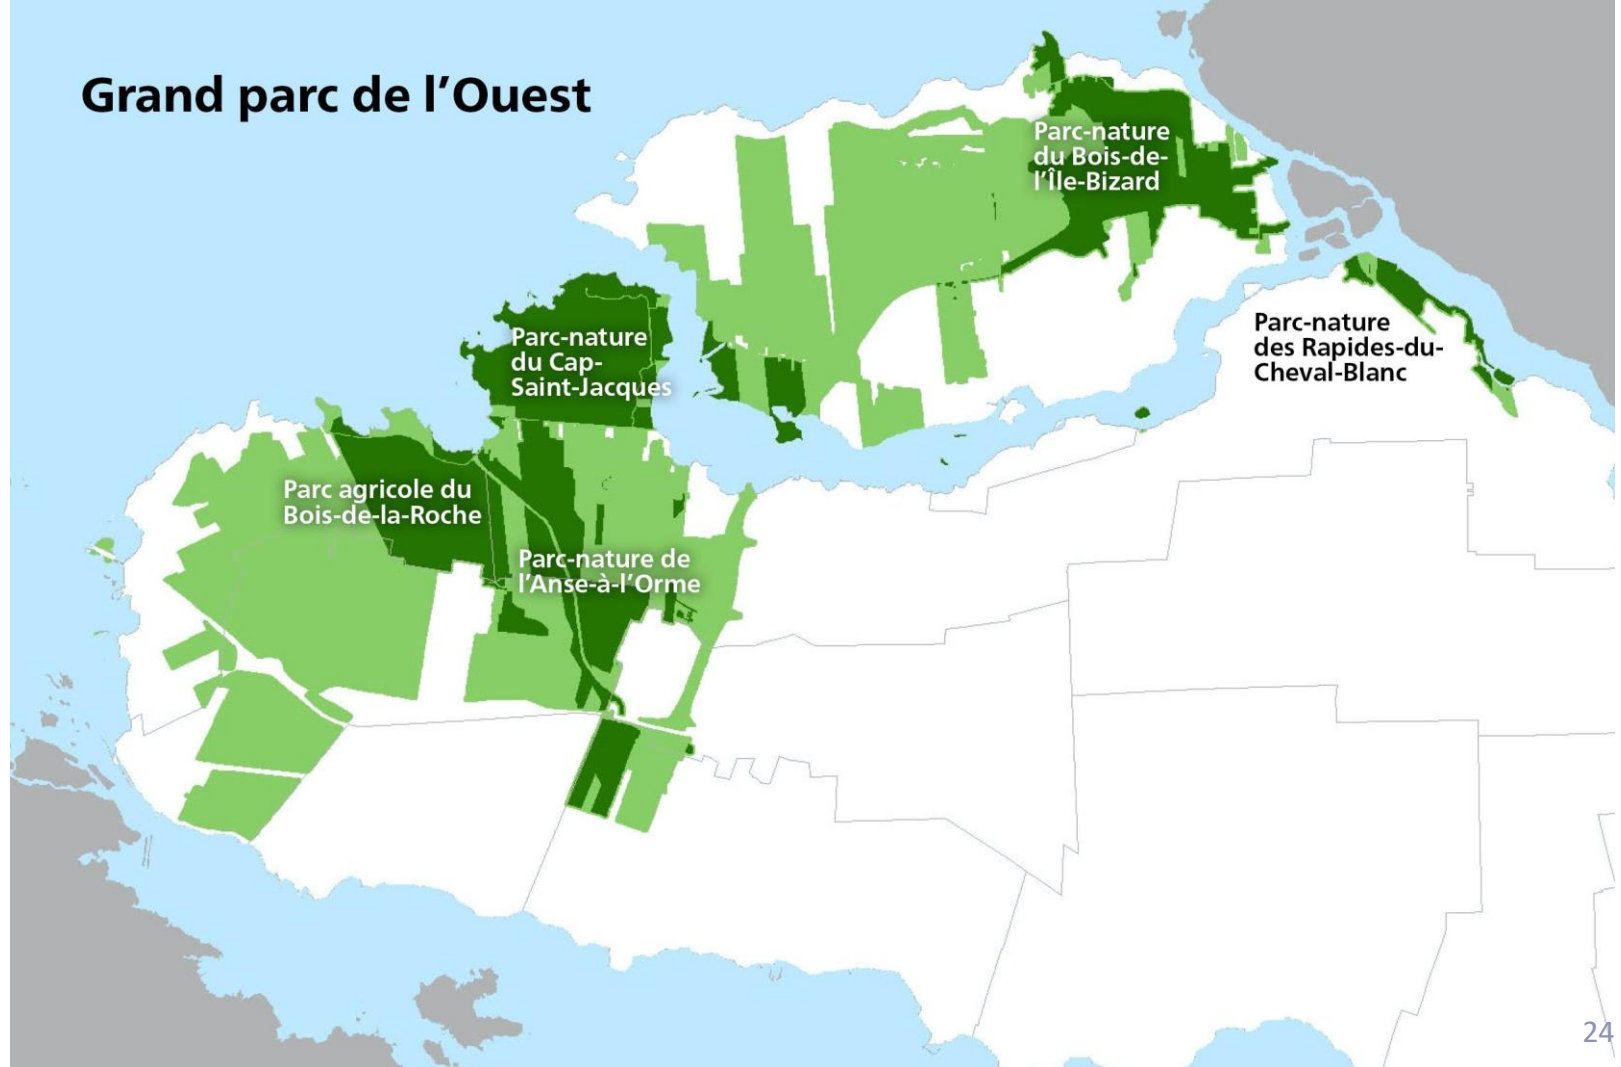 Grand parc de l’Ouest
Parc-nature
du Bois-de-
l’Île-Bizard
Parc-nature
du Cap-
Saint-Jacques
Parc-nature
des Rapides-du-
Cheval-Blanc
Parc agricole du
Bois-de-la-Roche
Parc-nature de
l’Anse-à-l’Orme
24